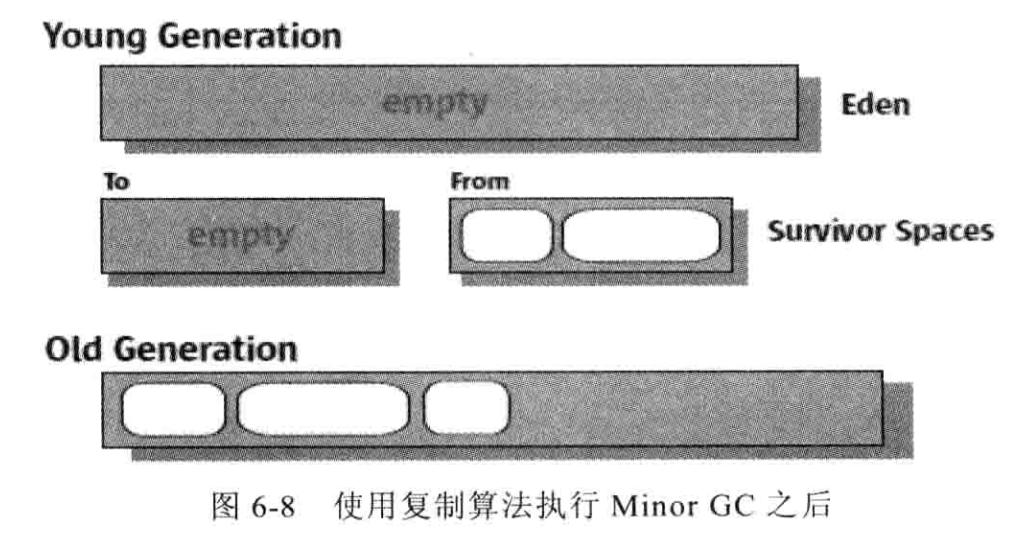 Young Generation
empty
Eden
To
From
empty
Survivor Spaces
Old Generation
图 6-8 使用复制算法执行 Minor GC 之后